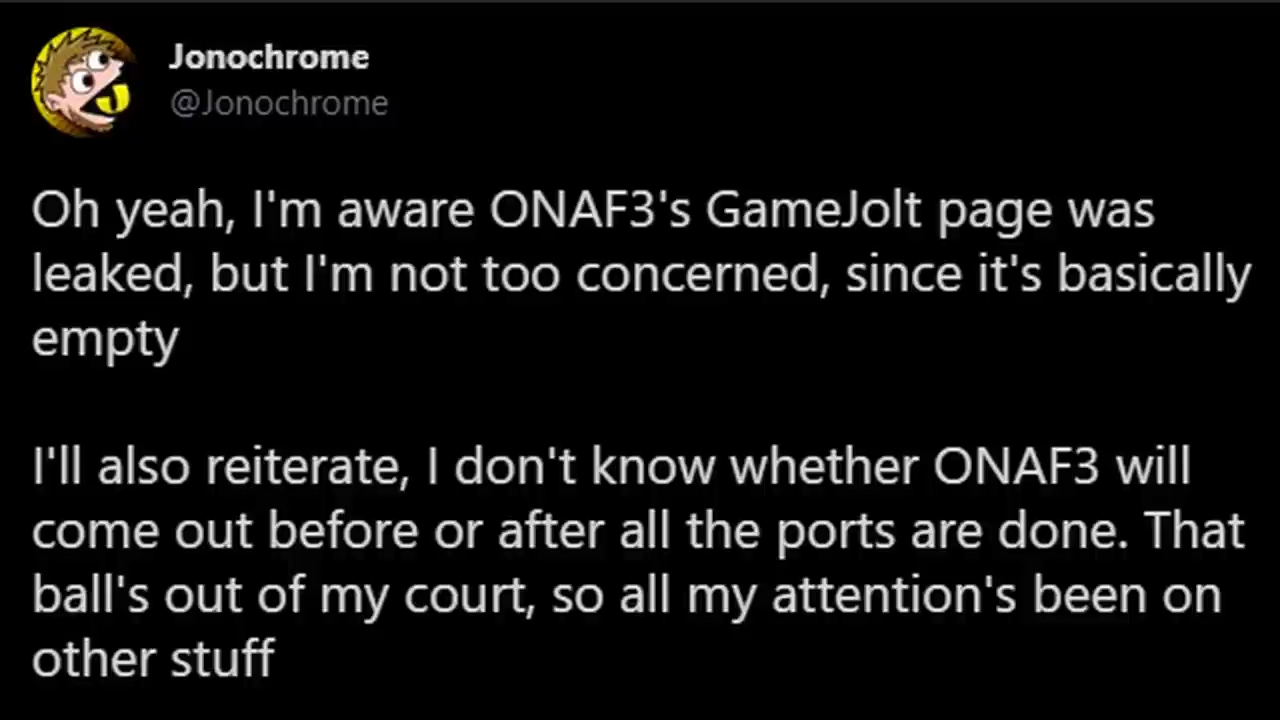 Jonochrome
@Jonochrome
Oh yeah, I'm aware ONAF3's GameJolt page was
leaked, but I'm not too concerned, since it's basically
empty
I'll also reiterate, I don't know whether ONAF3 will
come out before or after all the ports are done. That
ball's out of my court, so all my attention's been on
other stuff